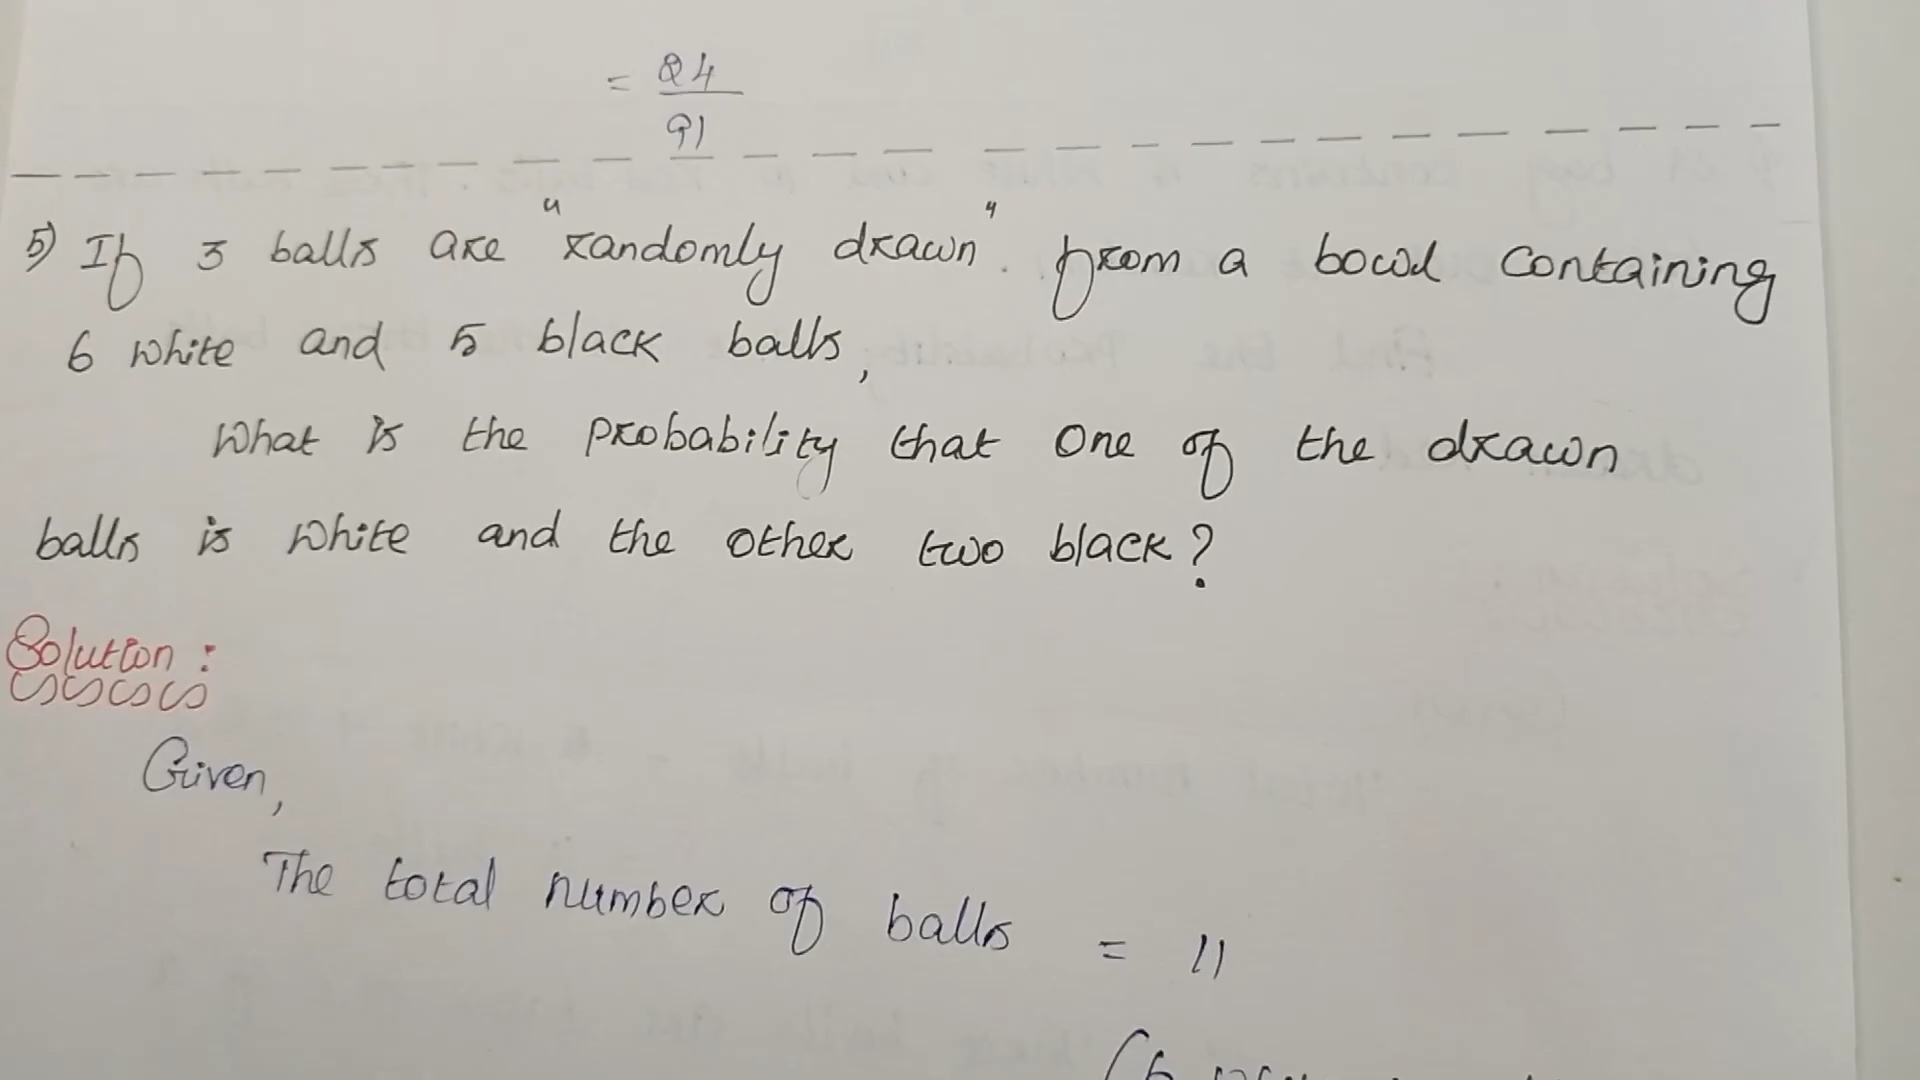 = 24
91
5) If 3 balls are "randomly drawn" from a bowl containing
6 white and 5 black balls,
What is the probability that one of the drawn
balls is white and the other two black?
Solution:
Given,
The total number of balls = 11
(6